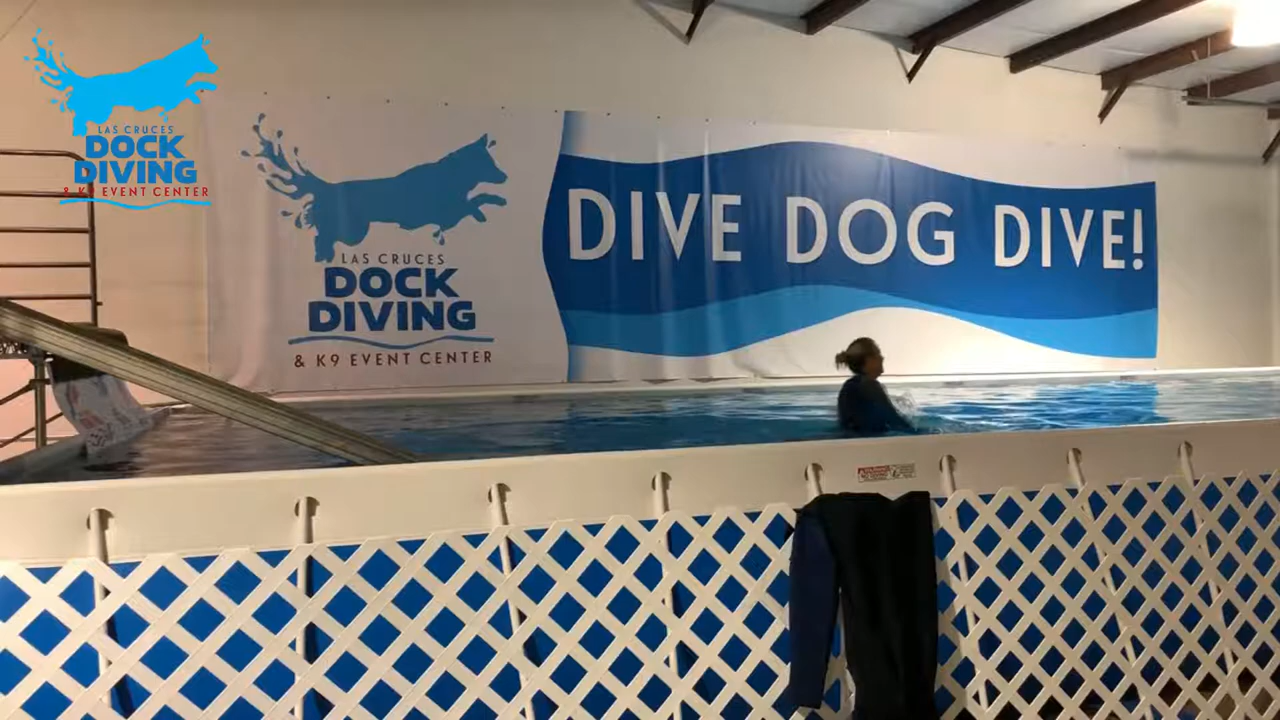 LAS CRUCES
DOCK
DIVING
& K9 EVENT CENTER
LAS CRUCES
DOCK
DIVING
& K9 EVENT CENTER
DIVE DOG DIVE!